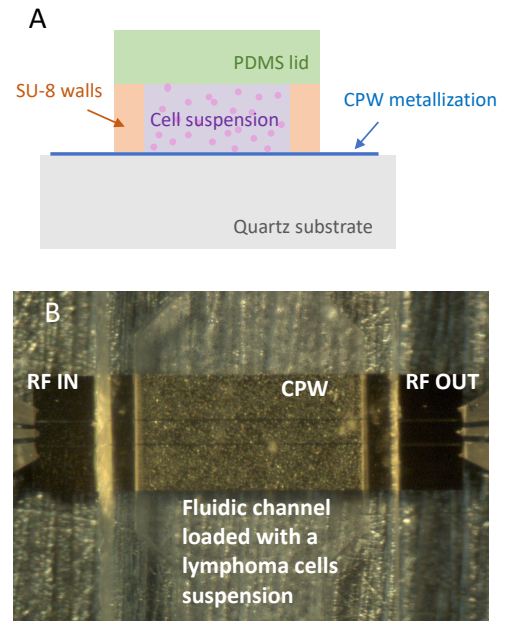 A
PDMS lid
SU-8 walls
CPW metallization
Cell suspension
Quartz substrate
B
RF IN
CPW
RF OUT
Fluidic channel
loaded with a
lymphoma cells
suspension